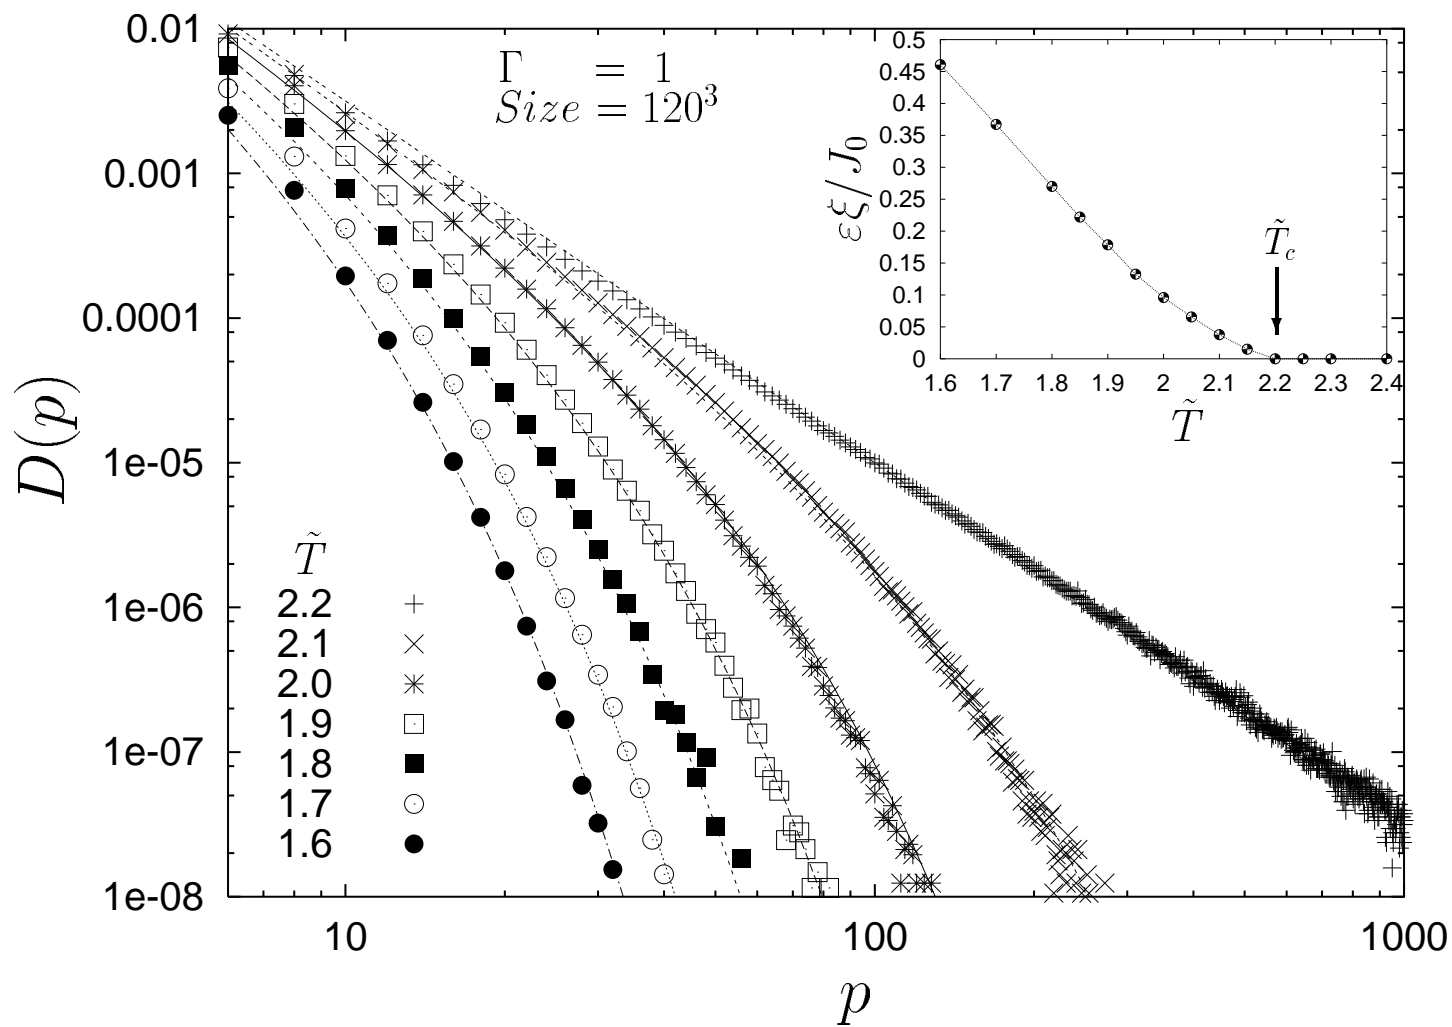 0.01
0.001
0.0001
1e-05
1e-06
1e-07
1e-08
D(p)
10
100
1000
p
Γ = 1
Size = 120³
T̃
2.2
2.1
2.0
1.9
1.8
1.7
1.6
0.5
0.45
0.4
0.35
0.3
0.25
0.2
0.15
0.1
0.05
0
εξ/J₀
T̃c
1.6 1.7 1.8 1.9 2 2.1 2.2 2.3 2.4
T̃